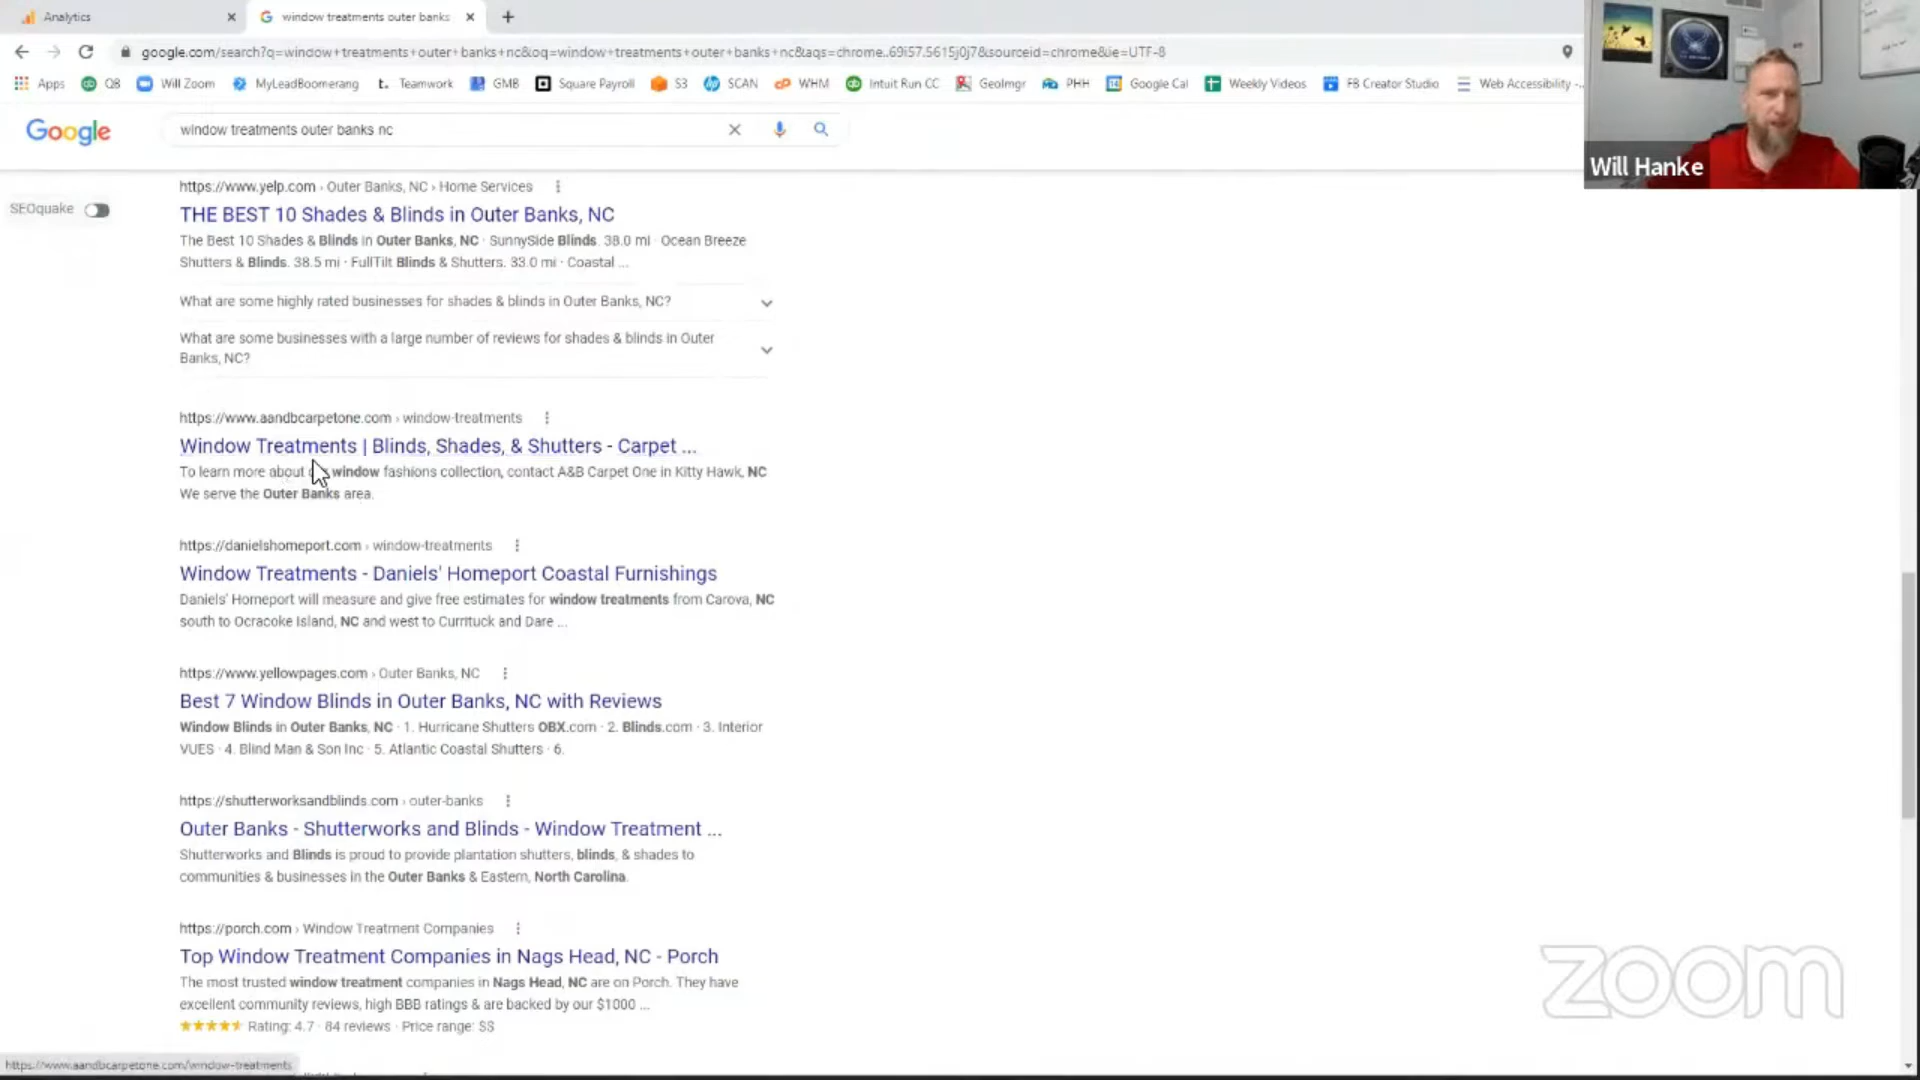 Analytics
window treatments outer banks
google.com/search?q=window+treatments+outer+banks+nc&oq=window+treatments+outer+banks+nc&aqs=chrome..69i57.5615j0j7&sourceid=chrome&ie=UTF-8
Apps QB Will Zoom MyLeadBoomerang t. Teamwork GMB Square Payroll S3 SCAN cP WHM Intuit Run CC GeoImgr PHH Google Cal Weekly Videos FB Creator Studio Web Accessibility -...
Will Hanke
Google
window treatments outer banks nc
SEOquake
https://www.yelp.com › Outer Banks, NC › Home Services
THE BEST 10 Shades & Blinds in Outer Banks, NC
The Best 10 Shades & Blinds in Outer Banks, NC · SunnySide Blinds. 38.0 mi · Ocean Breeze
Shutters & Blinds. 38.5 mi · FullTilt Blinds & Shutters. 33.0 mi · Coastal ...
What are some highly rated businesses for shades & blinds in Outer Banks, NC?
What are some businesses with a large number of reviews for shades & blinds in Outer
Banks, NC?
https://www.aandbcarpetone.com › window-treatments
Window Treatments | Blinds, Shades, & Shutters - Carpet ...
To learn more about window fashions collection, contact A&B Carpet One in Kitty Hawk, NC
We serve the Outer Banks area.
https://danielshomeport.com › window-treatments
Window Treatments - Daniels' Homeport Coastal Furnishings
Daniels' Homeport will measure and give free estimates for window treatments from Carova, NC
south to Ocracoke Island, NC and west to Currituck and Dare ...
https://www.yellowpages.com › Outer Banks, NC
Best 7 Window Blinds in Outer Banks, NC with Reviews
Window Blinds in Outer Banks, NC · 1. Hurricane Shutters OBX.com · 2. Blinds.com · 3. Interior
VUES · 4. Blind Man & Son Inc · 5. Atlantic Coastal Shutters · 6.
https://shutterworksandblinds.com › outer-banks
Outer Banks - Shutterworks and Blinds - Window Treatment ...
Shutterworks and Blinds is proud to provide plantation shutters, blinds, & shades to
communities & businesses in the Outer Banks & Eastern, North Carolina.
https://porch.com › Window Treatment Companies
Top Window Treatment Companies in Nags Head, NC - Porch
The most trusted window treatment companies in Nags Head, NC are on Porch. They have
excellent community reviews, high BBB ratings & are backed by our $1000 ...
Rating: 4.7 · 84 reviews · Price range: $$
zoom
https://www.aandbcarpetone.com/window-treatments